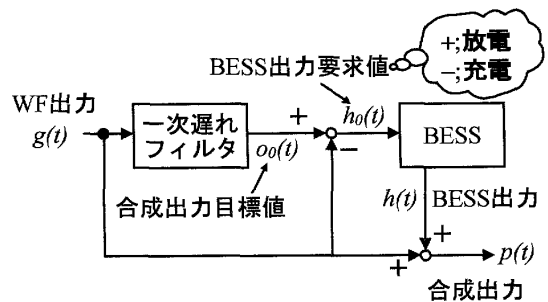 +;放電
−;充電
BESS出力要求値
WF出力
g(t)
一次遅れ
フィルタ
+
o₀(t)
−
h₀(t)
BESS
合成出力目標値
h(t)
BESS出力
+
+
p(t)
合成出力